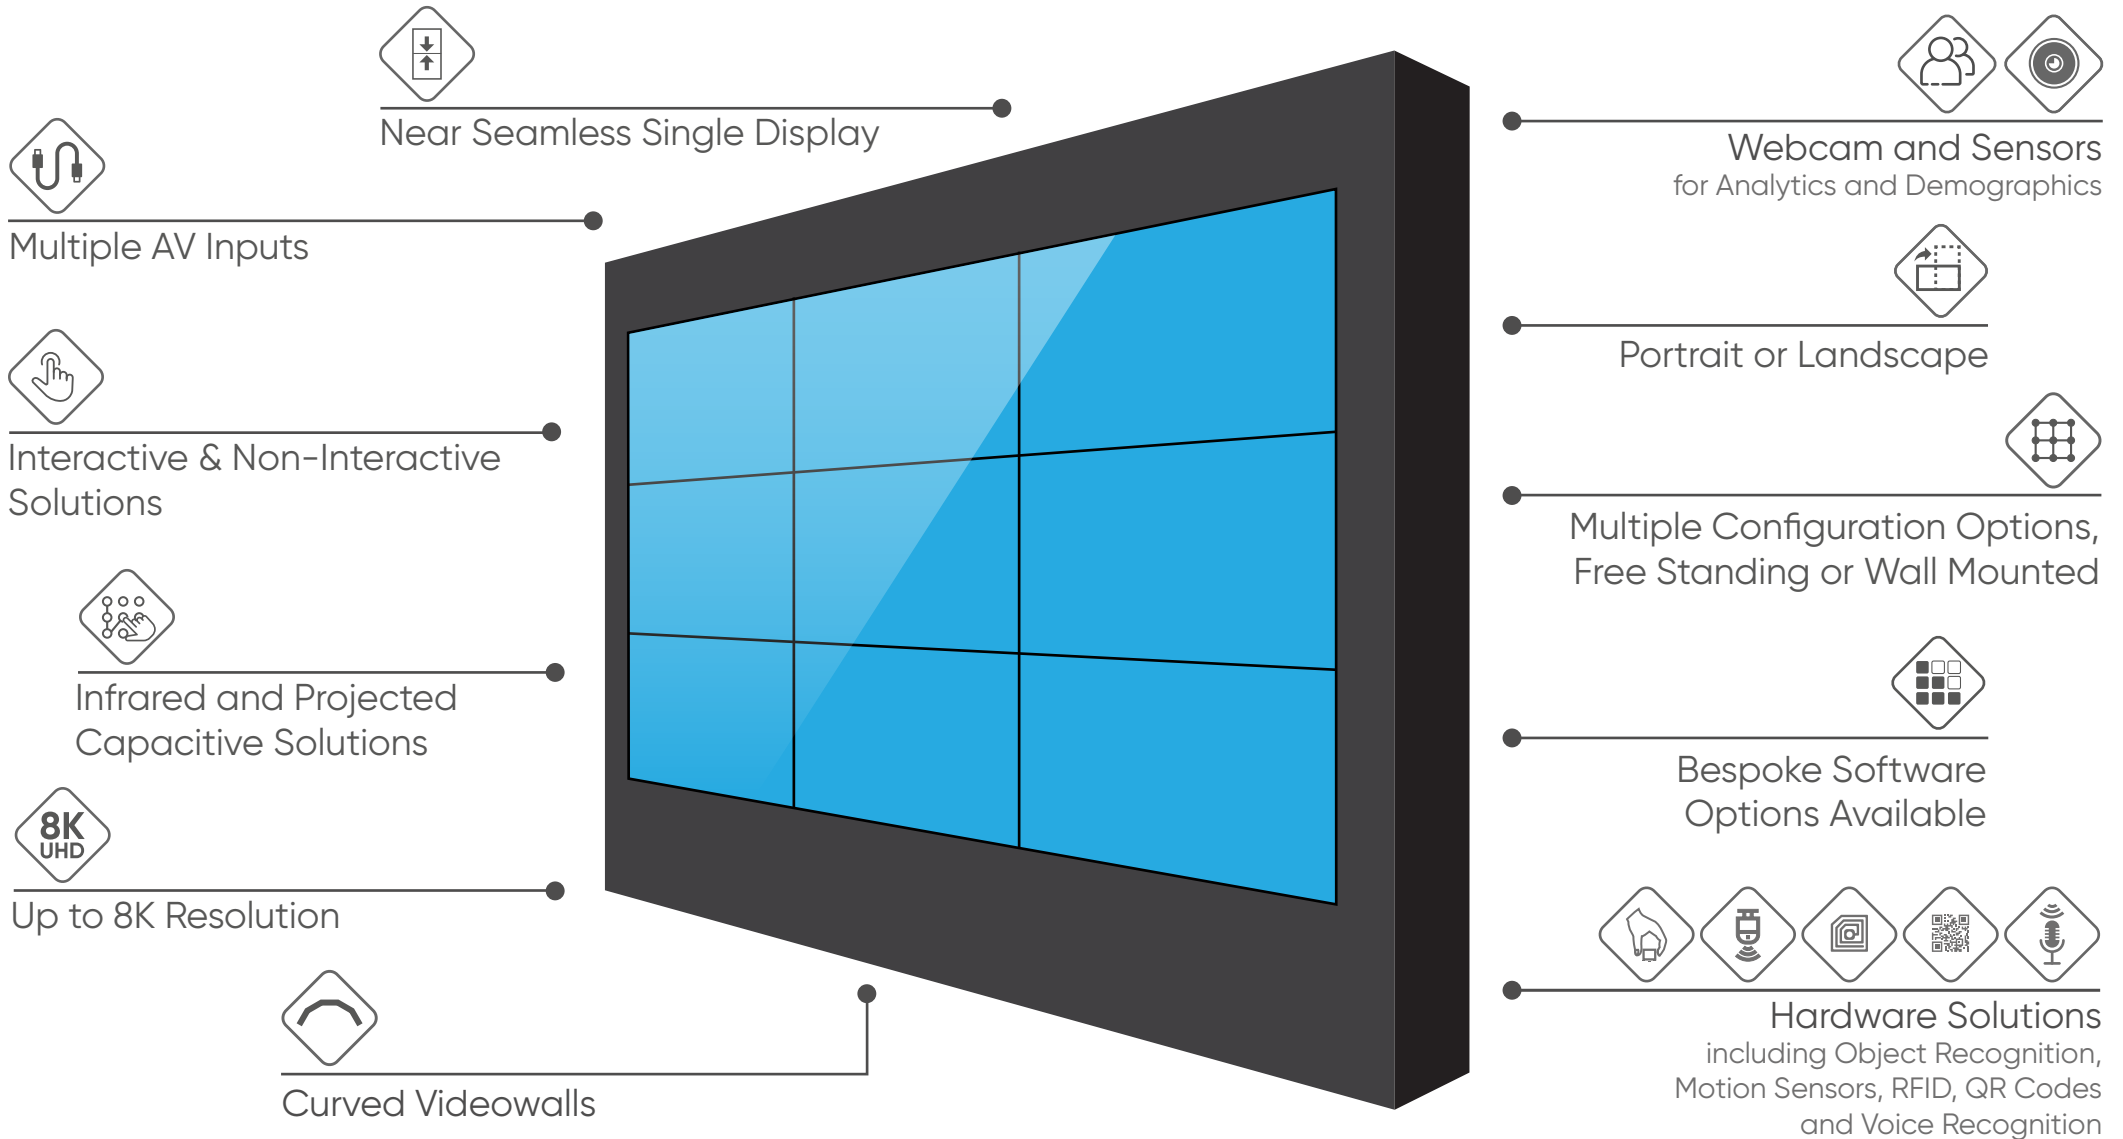 Near Seamless Single Display
Multiple AV Inputs
Interactive & Non-Interactive
Solutions
Infrared and Projected
Capacitive Solutions
8K
UHD
Up to 8K Resolution
Curved Videowalls
Webcam and Sensors
for Analytics and Demographics
Portrait or Landscape
Multiple Configuration Options,
Free Standing or Wall Mounted
Bespoke Software
Options Available
Hardware Solutions
including Object Recognition,
Motion Sensors, RFID, QR Codes
and Voice Recognition